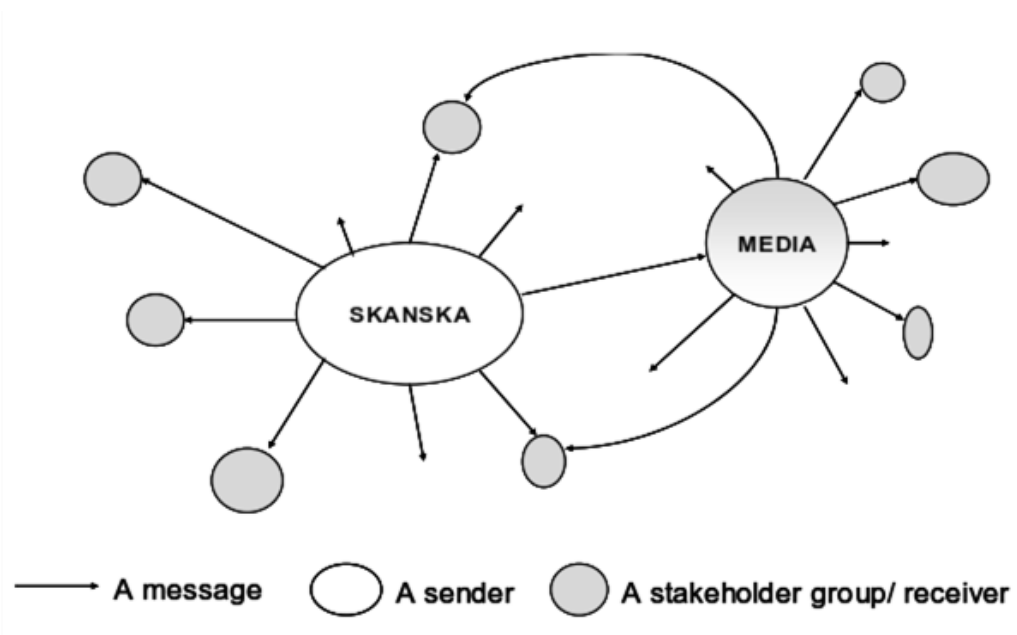 MEDIA
SKANSKA
A message
A sender
A stakeholder group/ receiver